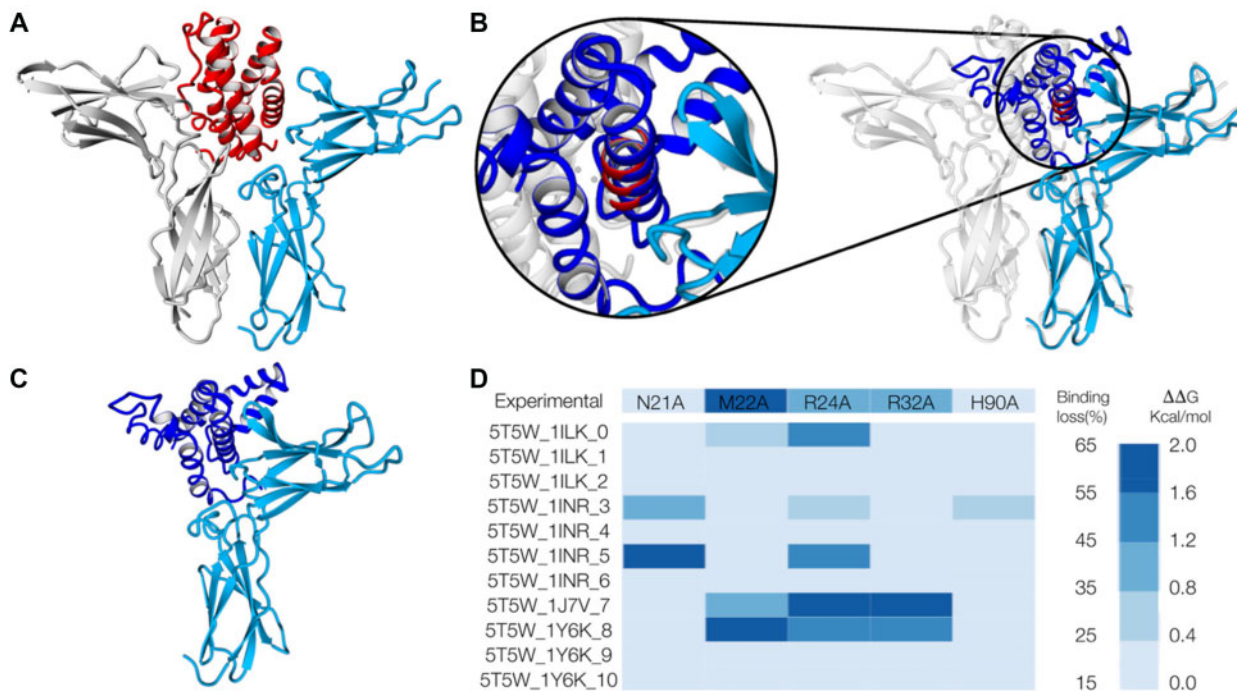 A
B
C
D
Experimental N21A M22A R24A R32A H90A
5T5W_1ILK_0
5T5W_1ILK_1
5T5W_1ILK_2
5T5W_1INR_3
5T5W_1INR_4
5T5W_1INR_5
5T5W_1INR_6
5T5W_1J7V_7
5T5W_1Y6K_8
5T5W_1Y6K_9
5T5W_1Y6K_10
Binding loss(%)
65
55
45
35
25
15
ΔΔG Kcal/mol
2.0
1.6
1.2
0.8
0.4
0.0